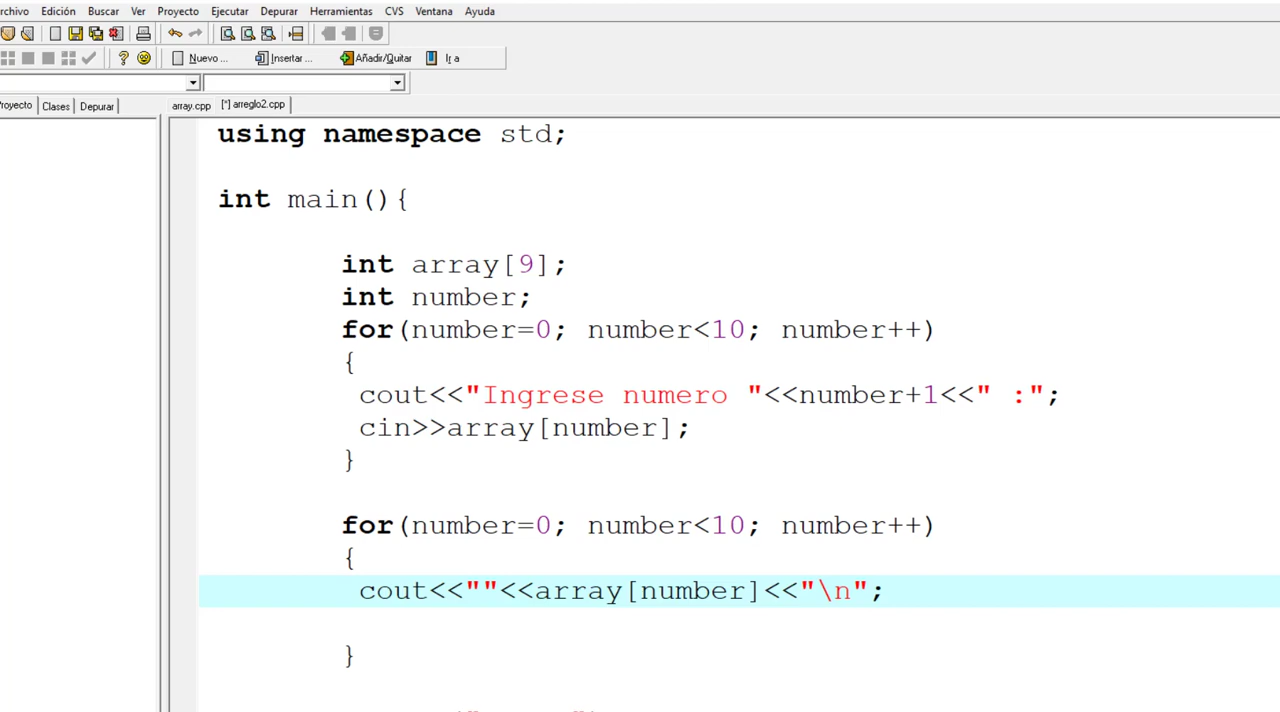 rchivo Edición Buscar Ver Proyecto Ejecutar Depurar Herramientas CVS Ventana Ayuda
Nuevo ... Insertar ... Añadir/Quitar Ir a
royecto Clases Depurar array.cpp [*] arreglo2.cpp
using namespace std;
int main(){
int array[9];
int number;
for(number=0; number<10; number++)
{
cout<<"Ingrese numero "<<number+1<<" :";
cin>>array[number];
}
for(number=0; number<10; number++)
{
cout<<""<<array[number]<<"\n";
}